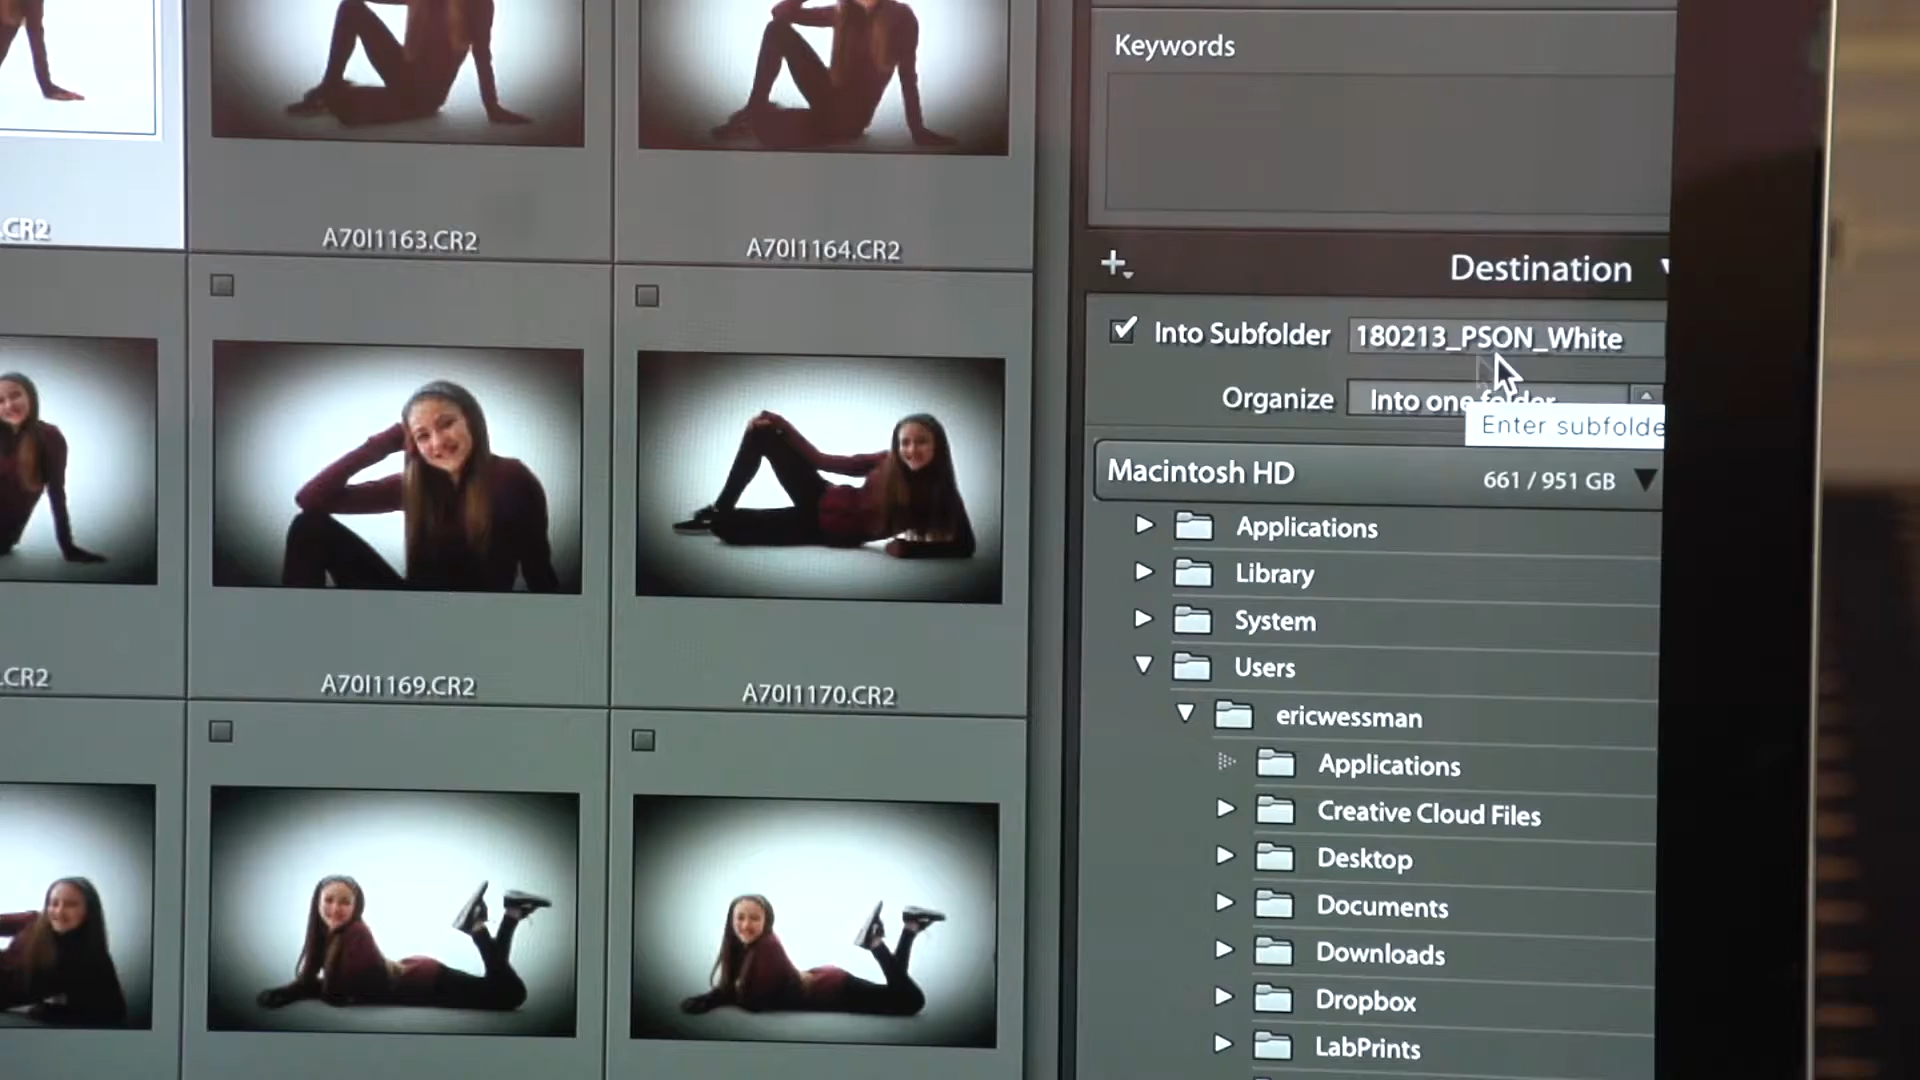 Keywords
.CR2
A70I1163.CR2
A70I1164.CR2
Destination
Into Subfolder 180213_PSON_White
Organize Into one folder
Enter subfolde
Macintosh HD 661 / 951 GB
Applications
Library
System
Users
.CR2
A70I1169.CR2
A70I1170.CR2
ericwessman
Applications
Creative Cloud Files
Desktop
Documents
Downloads
Dropbox
LabPrints